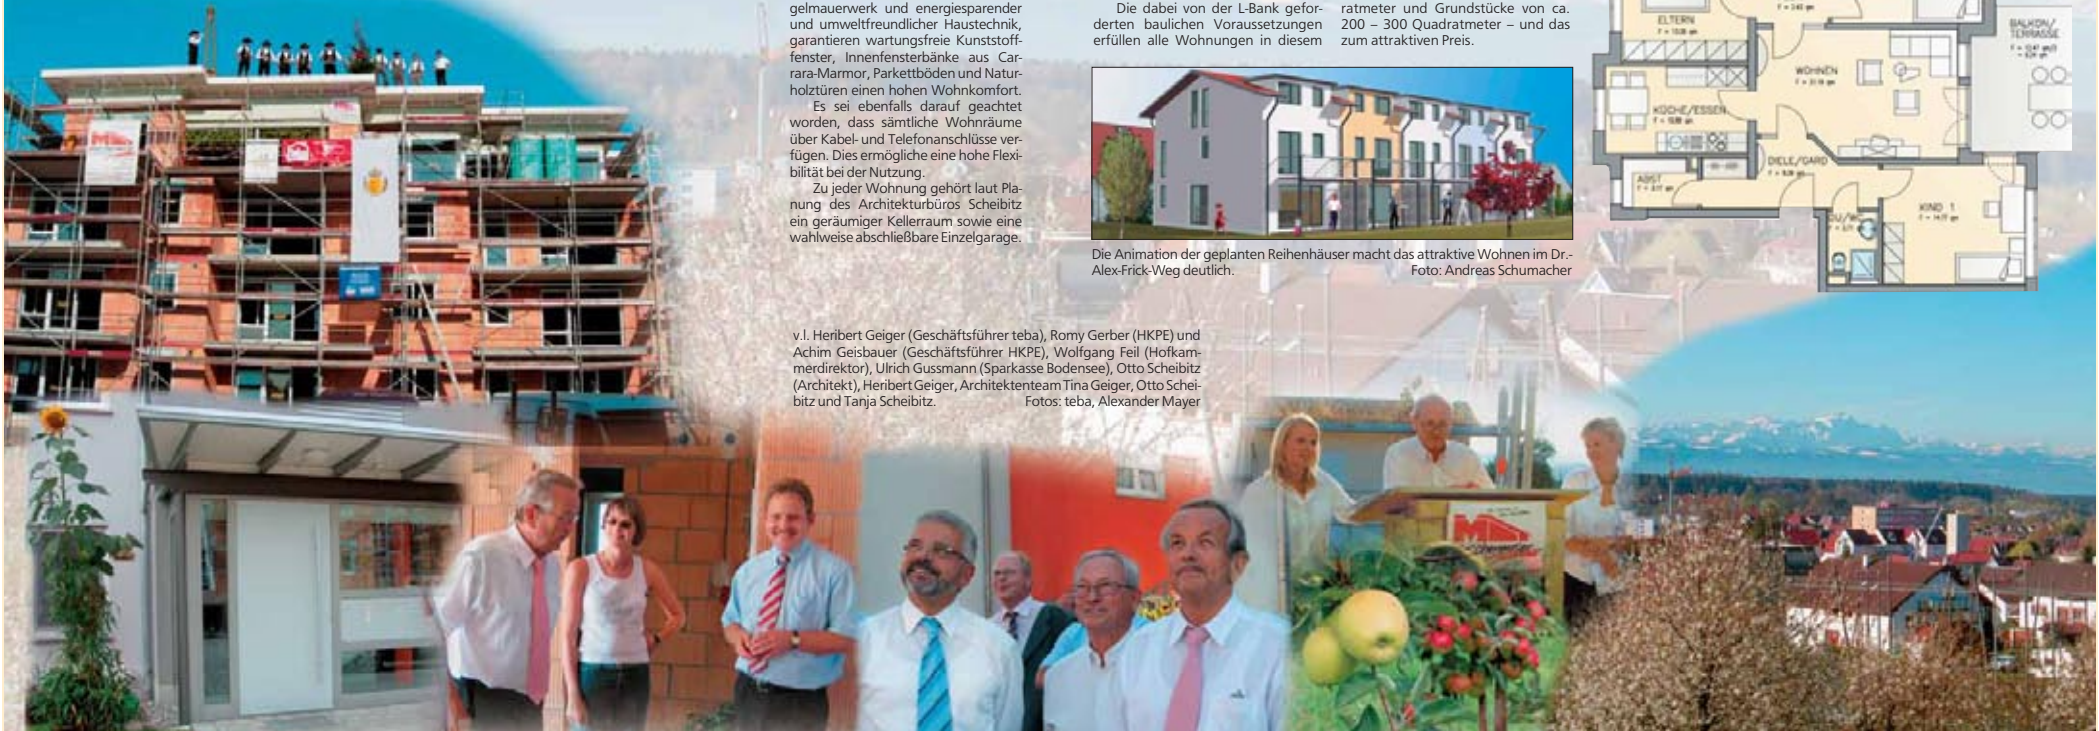 gelmauerwerk und energiesparender
und umweltfreundlicher Haustechnik,
garantieren wartungsfreie Kunststoff-
fenster, Innenfensterbänke aus Car-
rara-Marmor, Parkettböden und Natur-
holztüren einen hohen Wohnkomfort.
Es sei ebenfalls darauf geachtet
worden, dass sämtliche Wohnräume
über Kabel- und Telefonanschlüsse ver-
fügen. Dies ermögliche eine hohe Flexi-
bilität bei der Nutzung.
Zu jeder Wohnung gehört laut Pla-
nung des Architekturbüros Scheibitz
ein geräumiger Kellerraum sowie eine
wahlweise abschließbare Einzelgarage.
Die dabei von der L-Bank gefor-
derten baulichen Voraussetzungen
erfüllen alle Wohnungen in diesem
ratmeter und Grundstücke von ca.
200 – 300 Quadratmeter – und das
zum attraktiven Preis.
Die Animation der geplanten Reihenhäuser macht das attraktive Wohnen im Dr.-
Alex-Frick-Weg deutlich. Foto: Andreas Schumacher
ELTERN
WOHNEN
BALKON/
TERRASSE
KÜCHE/ESSEN
DIELE/GARD
ABST
DU/WC
KIND 1
v.l. Heribert Geiger (Geschäftsführer teba), Romy Gerber (HKPE) und
Achim Geisbauer (Geschäftsführer HKPE), Wolfgang Feil (Hofkam-
merdirektor), Ulrich Gussmann (Sparkasse Bodensee), Otto Scheibitz
(Architekt), Heribert Geiger, Architektenteam Tina Geiger, Otto Schei-
bitz und Tanja Scheibitz. Fotos: teba, Alexander Mayer